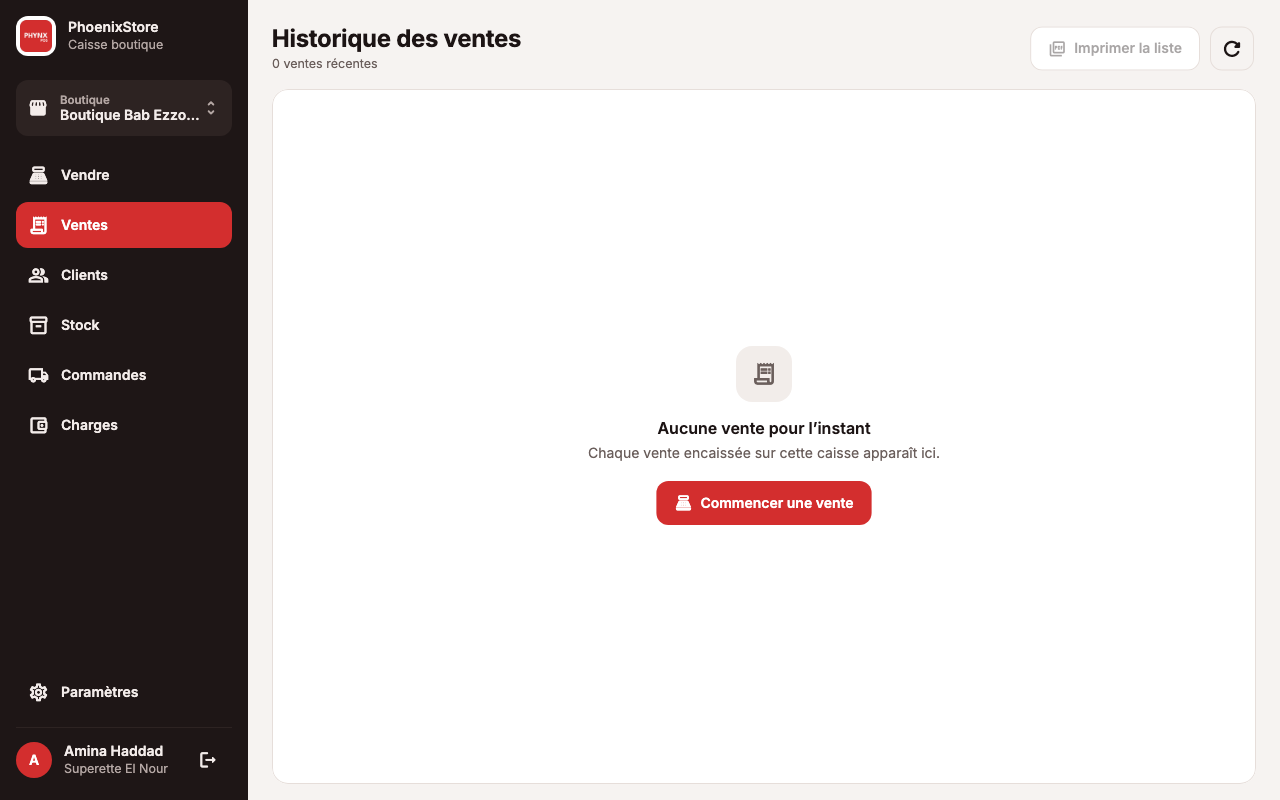 PHYNX
POS
PhoenixStore
Caisse boutique
Boutique
Boutique Bab Ezzo...
Vendre
Ventes
Clients
Stock
Commandes
Charges
Paramètres
A
Amina Haddad
Superette El Nour
Historique des ventes
0 ventes récentes
Imprimer la liste
Aucune vente pour l’instant
Chaque vente encaissée sur cette caisse apparaît ici.
Commencer une vente